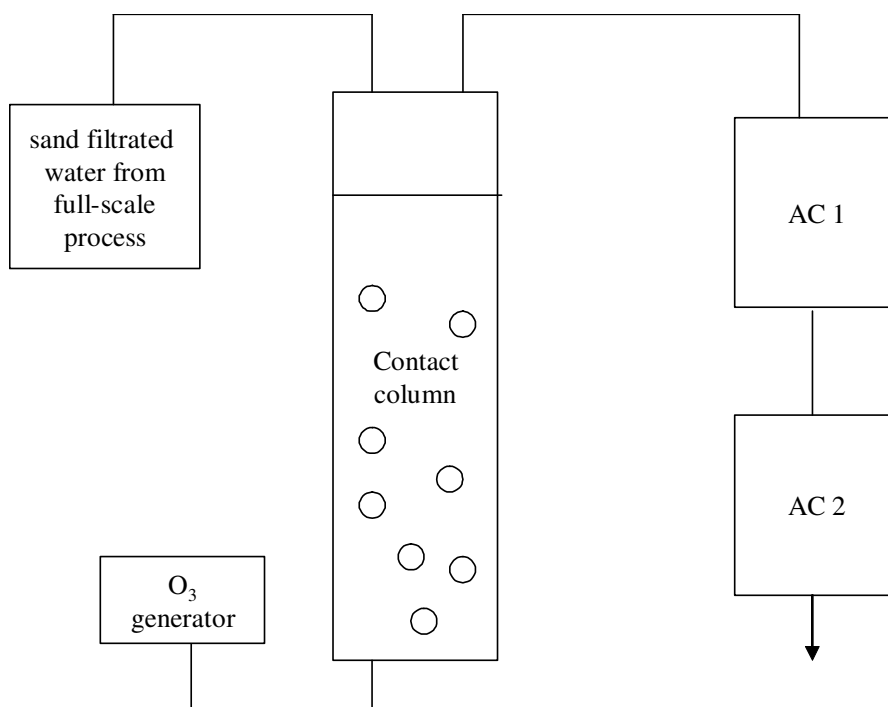 sand filtrated
water from
full-scale
process
AC 1
Contact
column
AC 2
O₃
generator